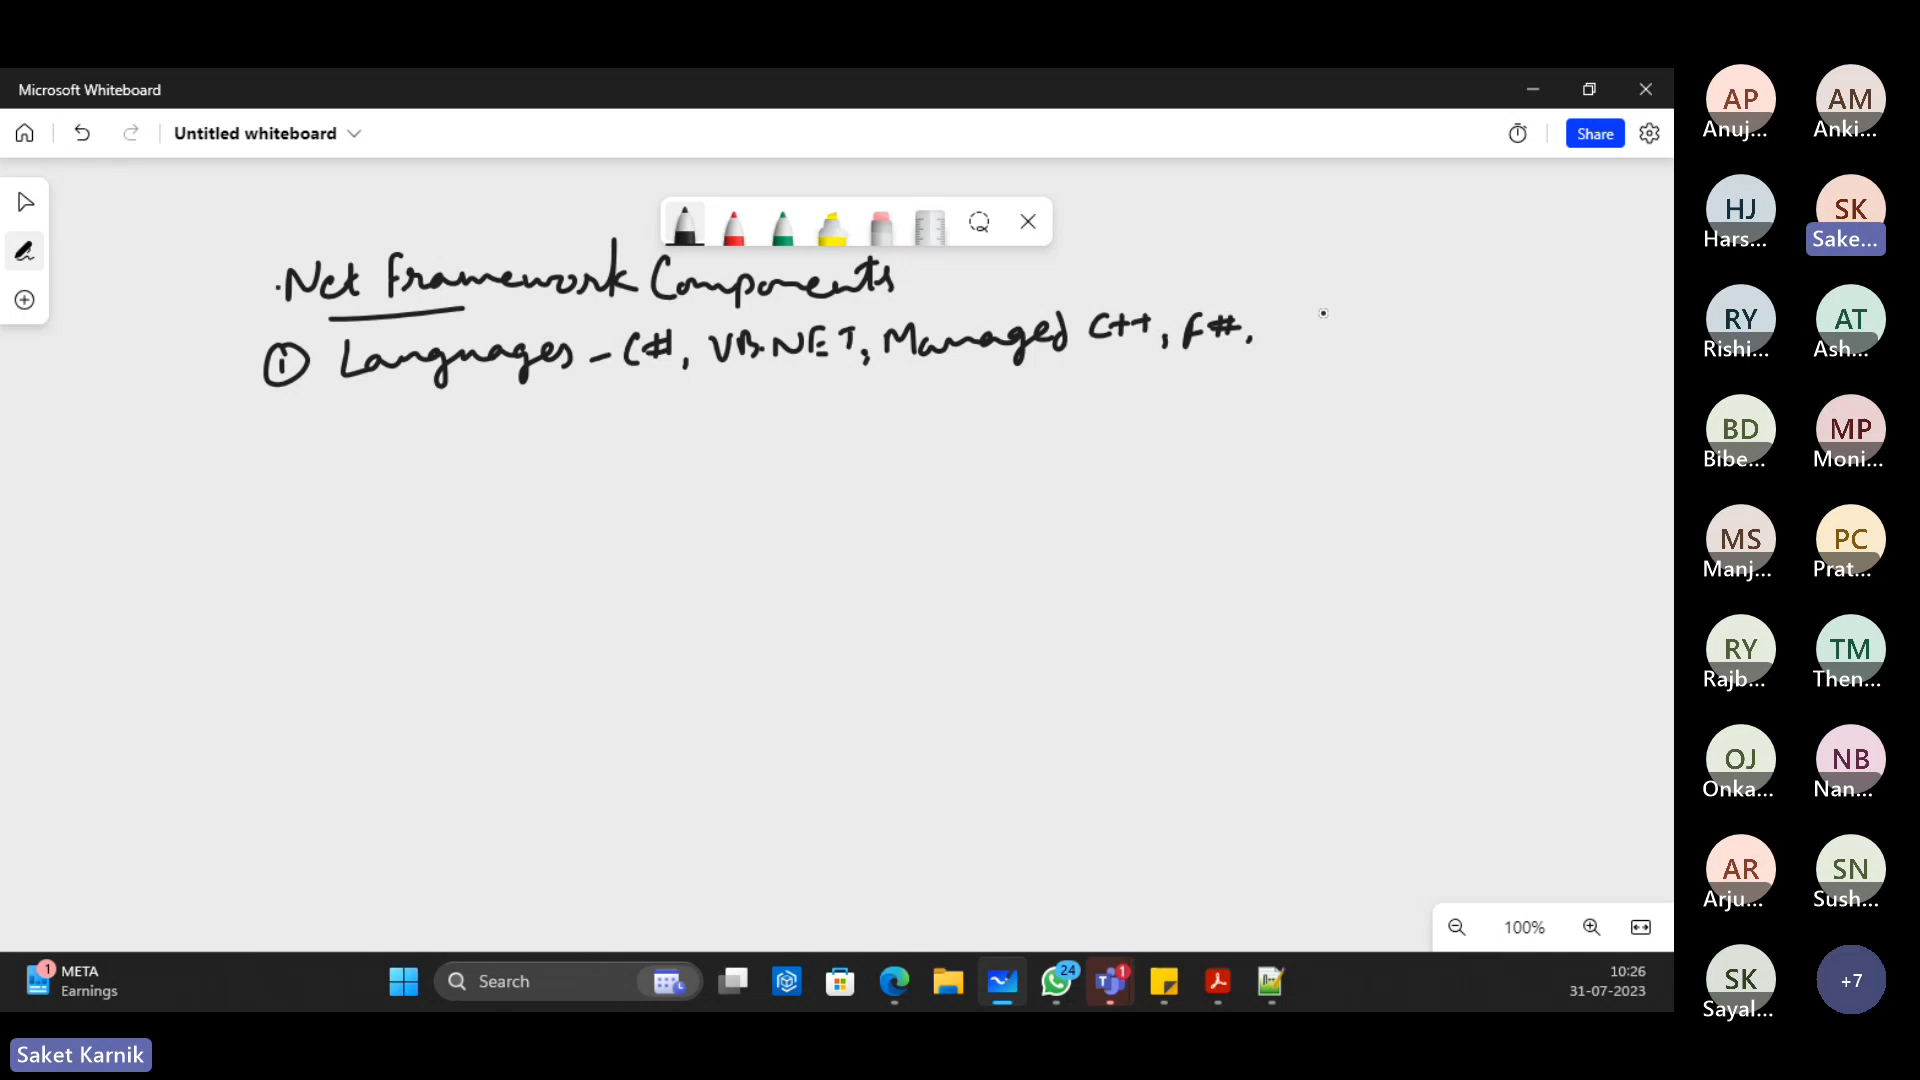 Microsoft Whiteboard
Untitled whiteboard
Share
.Net Framework Components
① Languages - C#, VB.NET, Managed C++, F#.
100%
AP
Anuj...
AM
Anki...
HJ
Hars...
SK
Sake...
RY
Rishi...
AT
Ash...
BD
Bibe...
MP
Moni...
MS
Manj...
PC
Prat...
RY
Rajb...
TM
Then...
OJ
Onka...
NB
Nan...
AR
Arju...
SN
Sush...
SK
Sayal...
+7
1
META
Earnings
Search
24
1
10:26
31-07-2023
Saket Karnik